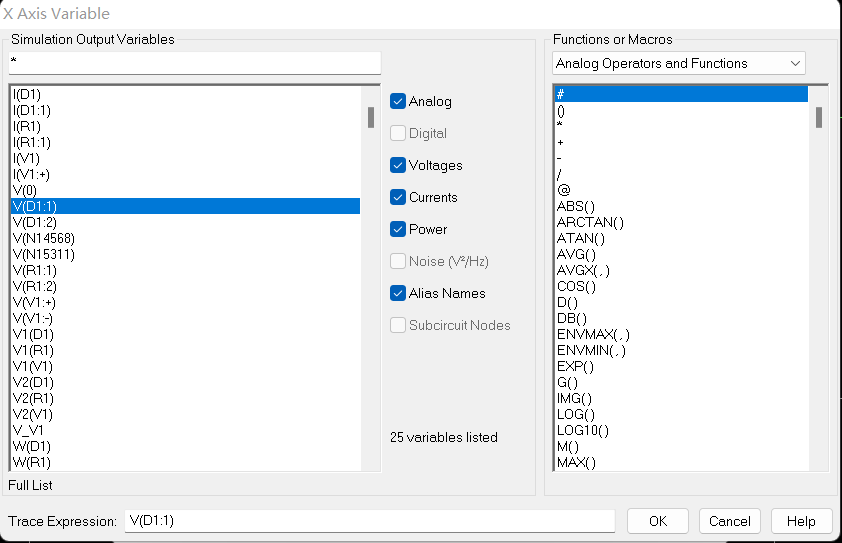 X Axis Variable
Simulation Output Variables
*
I(D1)
I(D1:1)
I(R1)
I(R1:1)
I(V1)
I(V1:+)
V(0)
V(D1:1)
V(D1:2)
V(N14568)
V(N15311)
V(R1:1)
V(R1:2)
V(V1:+)
V(V1:-)
V1(D1)
V1(R1)
V1(V1)
V2(D1)
V2(R1)
V2(V1)
V_V1
W(D1)
W(R1)
Full List
Analog
Digital
Voltages
Currents
Power
Noise (V²/Hz)
Alias Names
Subcircuit Nodes
25 variables listed
Functions or Macros
Analog Operators and Functions
#
()
*
+
-
/
@
ABS()
ARCTAN()
ATAN()
AVG()
AVGX(,)
COS()
D()
DB()
ENVMAX(,)
ENVMIN(,)
EXP()
G()
IMG()
LOG()
LOG10()
M()
MAX()
Trace Expression: V(D1:1)
OK
Cancel
Help